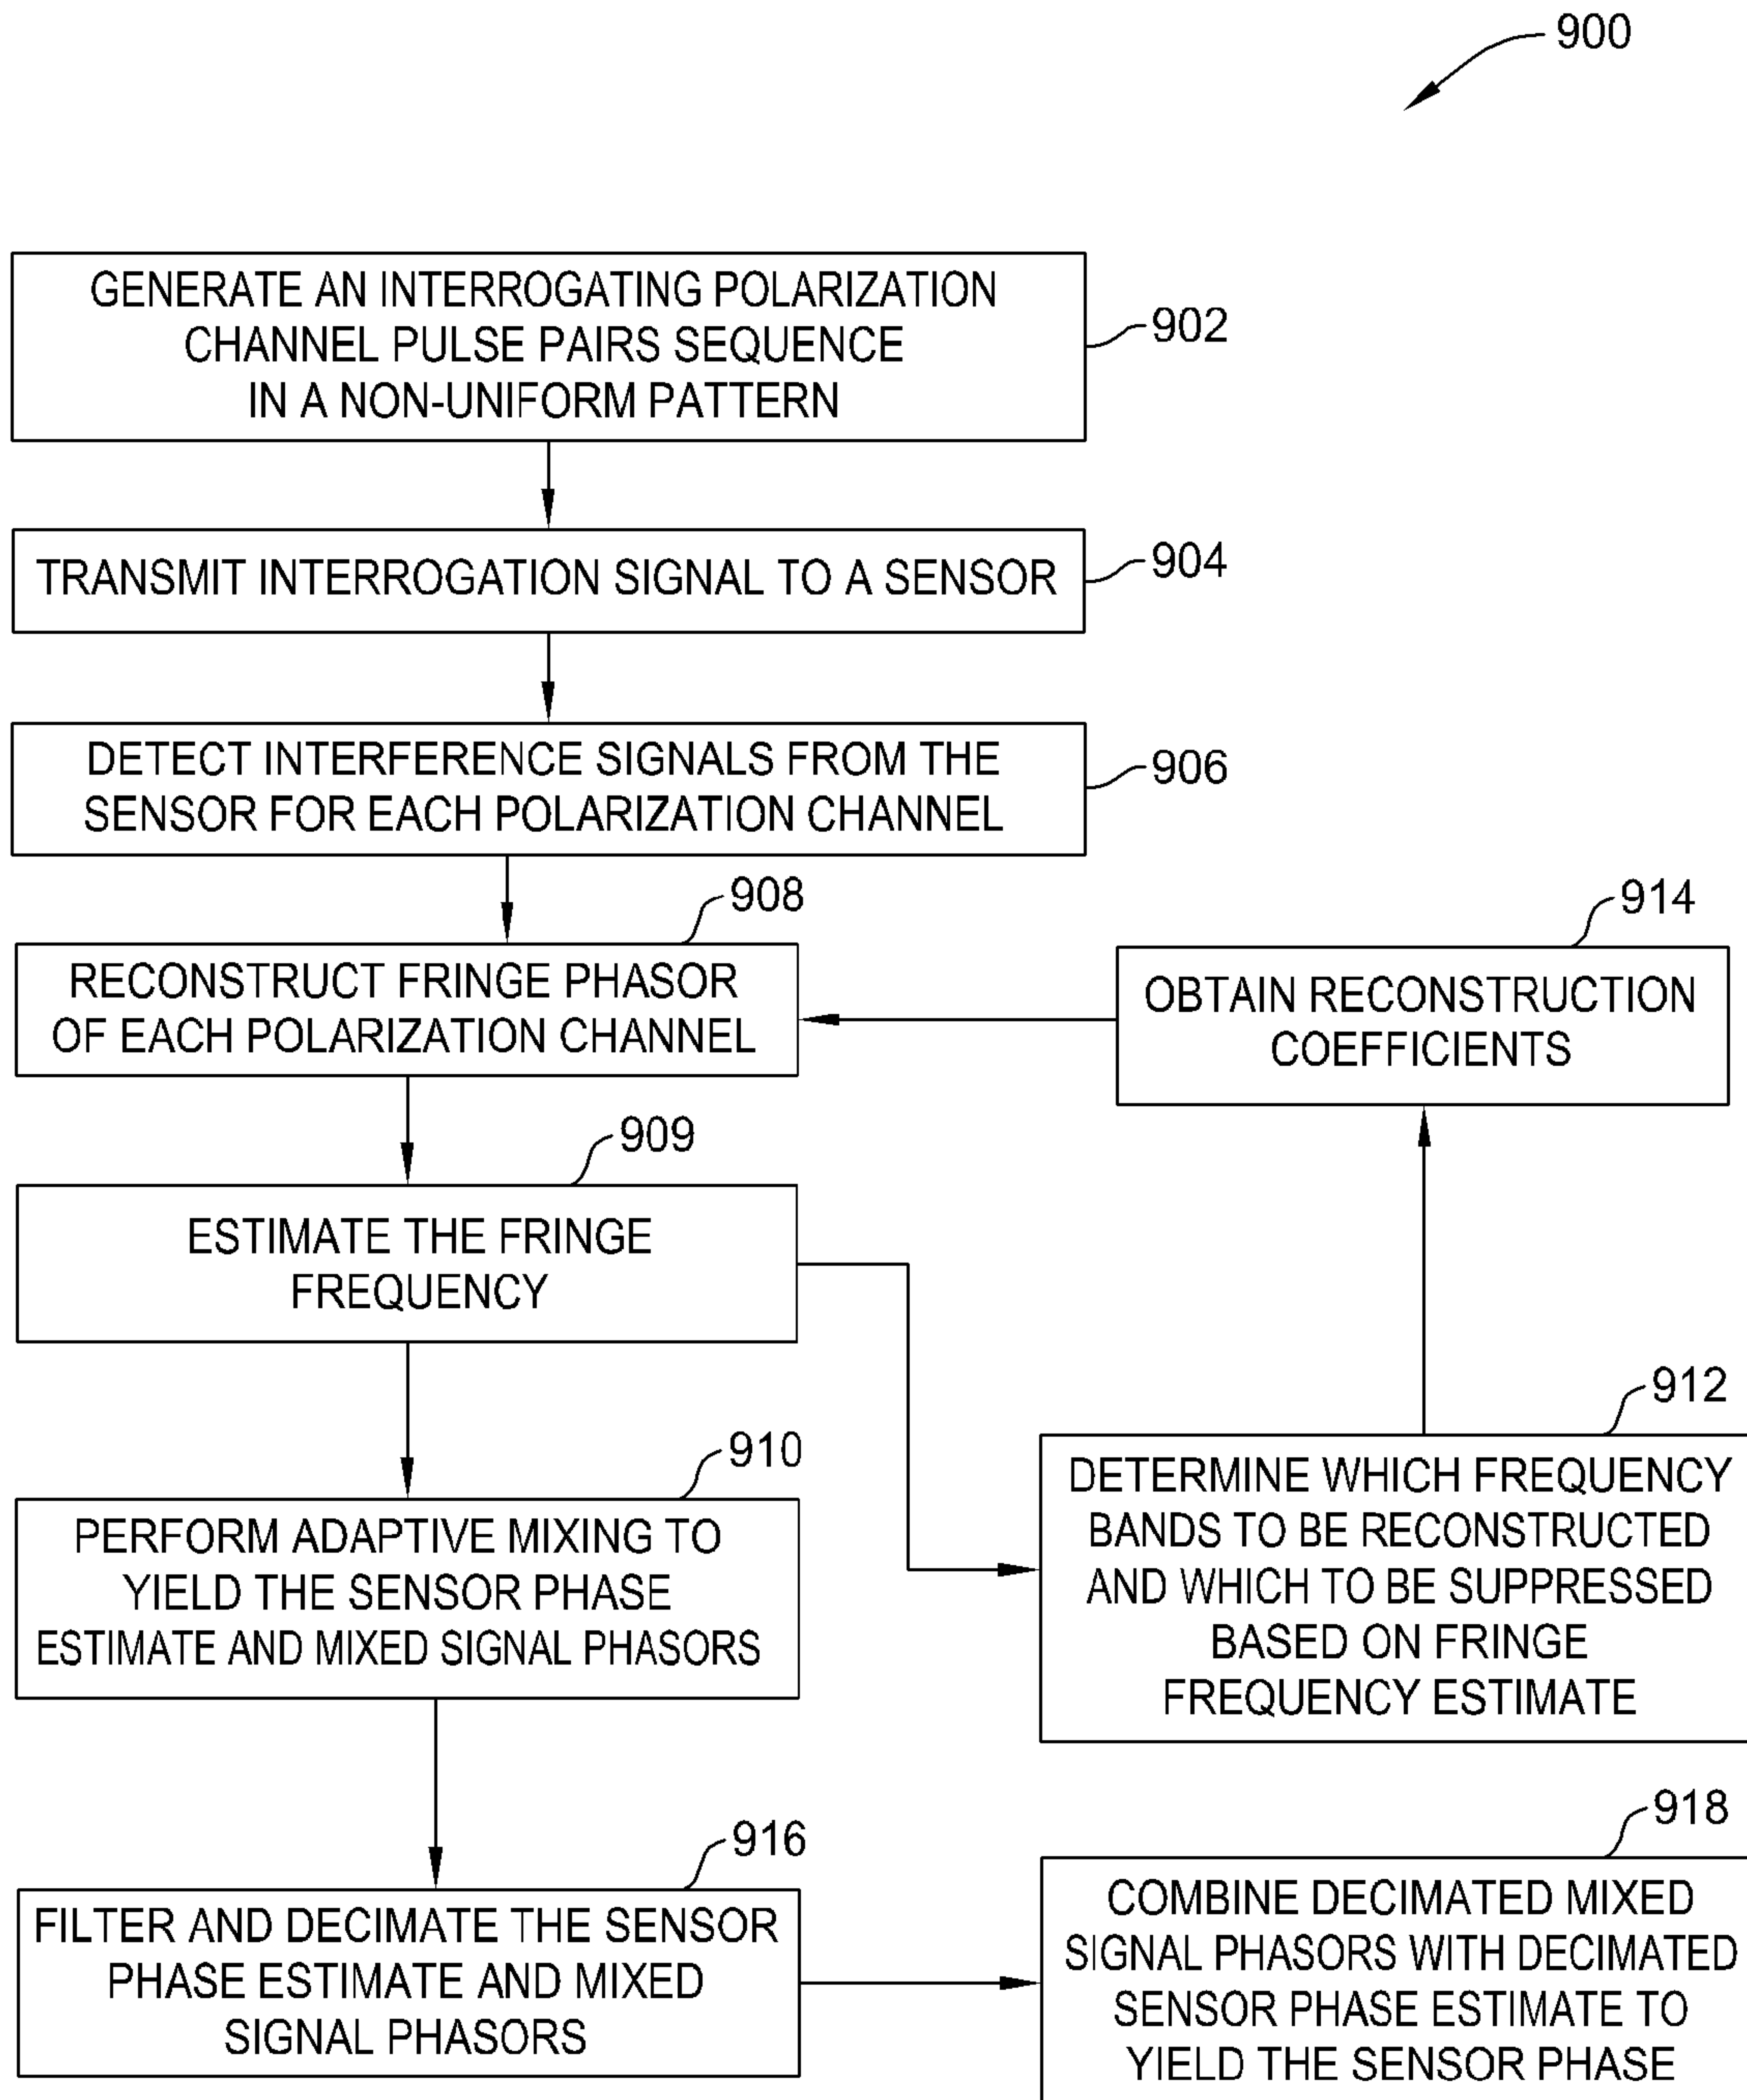 900
GENERATE AN INTERROGATING POLARIZATION
CHANNEL PULSE PAIRS SEQUENCE
IN A NON-UNIFORM PATTERN
902
TRANSMIT INTERROGATION SIGNAL TO A SENSOR
904
DETECT INTERFERENCE SIGNALS FROM THE
SENSOR FOR EACH POLARIZATION CHANNEL
906
908
RECONSTRUCT FRINGE PHASOR
OF EACH POLARIZATION CHANNEL
914
OBTAIN RECONSTRUCTION
COEFFICIENTS
909
ESTIMATE THE FRINGE
FREQUENCY
910
PERFORM ADAPTIVE MIXING TO
YIELD THE SENSOR PHASE
ESTIMATE AND MIXED SIGNAL PHASORS
912
DETERMINE WHICH FREQUENCY
BANDS TO BE RECONSTRUCTED
AND WHICH TO BE SUPPRESSED
BASED ON FRINGE
FREQUENCY ESTIMATE
916
FILTER AND DECIMATE THE SENSOR
PHASE ESTIMATE AND MIXED
SIGNAL PHASORS
918
COMBINE DECIMATED MIXED
SIGNAL PHASORS WITH DECIMATED
SENSOR PHASE ESTIMATE TO
YIELD THE SENSOR PHASE